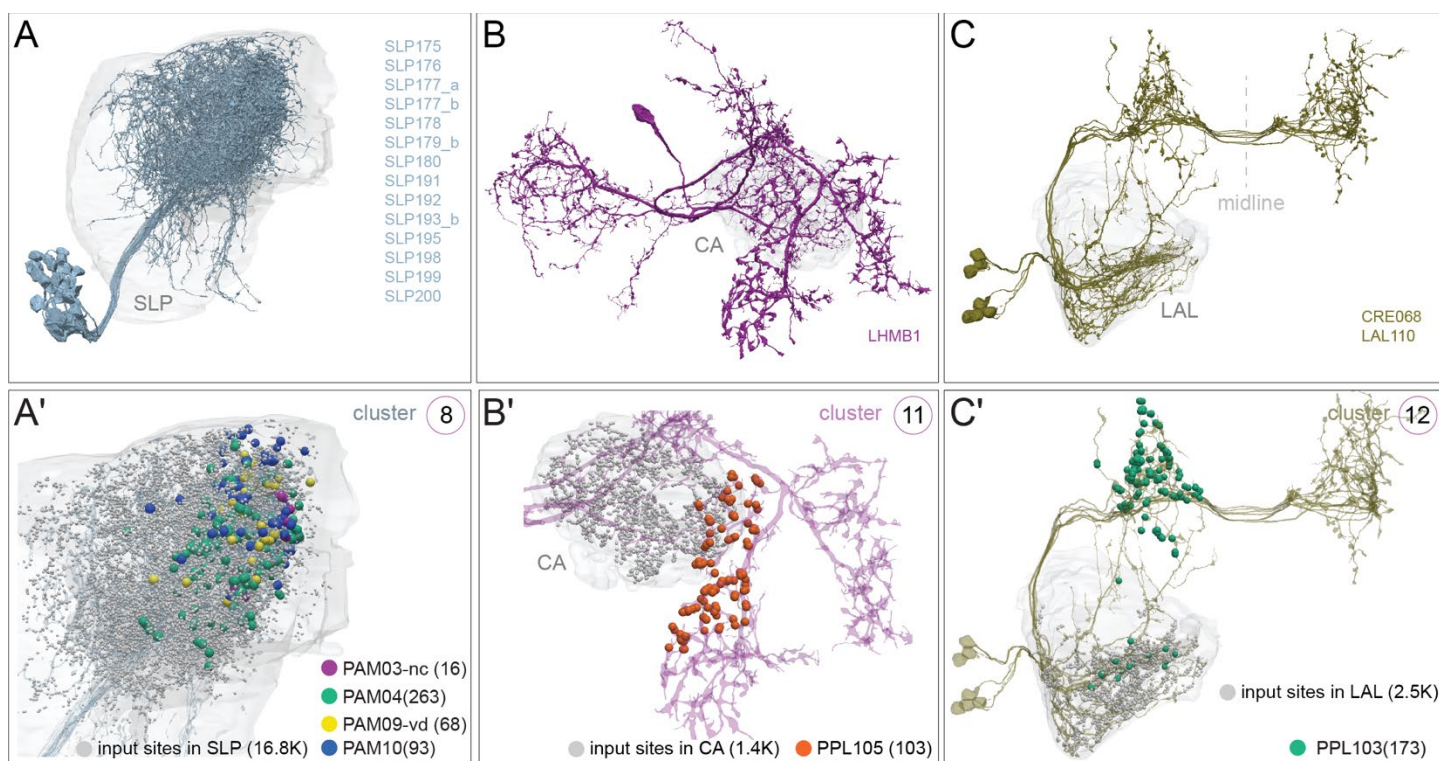 A
SLP175
SLP176
SLP177_a
SLP177_b
SLP178
SLP179_b
SLP180
SLP191
SLP192
SLP193_b
SLP195
SLP198
SLP199
SLP200
SLP
B
CA
LHMB1
C
midline
LAL
CRE068
LAL110
A'
cluster 8
PAM03-nc (16)
PAM04(263)
PAM09-vd (68)
input sites in SLP (16.8K) PAM10(93)
B'
cluster 11
CA
input sites in CA (1.4K) PPL105 (103)
C'
cluster 12
input sites in LAL (2.5K)
PPL103(173)